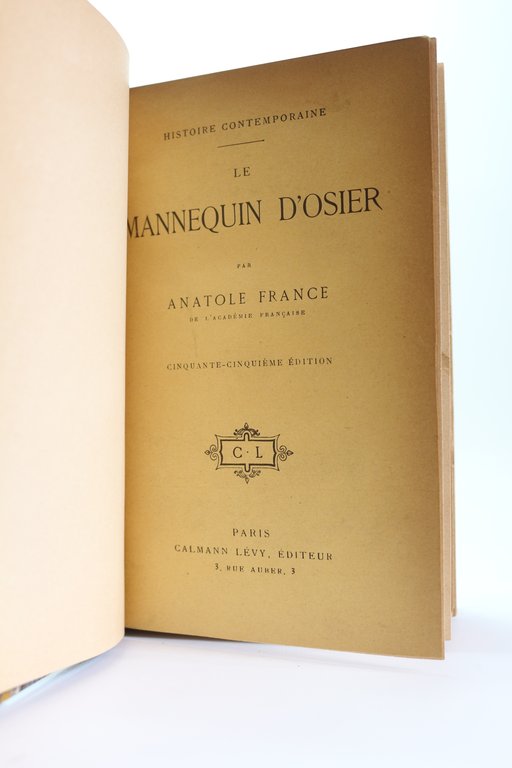 HISTOIRE CONTEMPORAINE
LE
MANNEQUIN D'OSIER
PAR
ANATOLE FRANCE
DE L'ACADÉMIE FRANÇAISE
CINQUANTE-CINQUIÈME ÉDITION
C·L
PARIS
CALMANN LÉVY, ÉDITEUR
3, RUE AUBER, 3